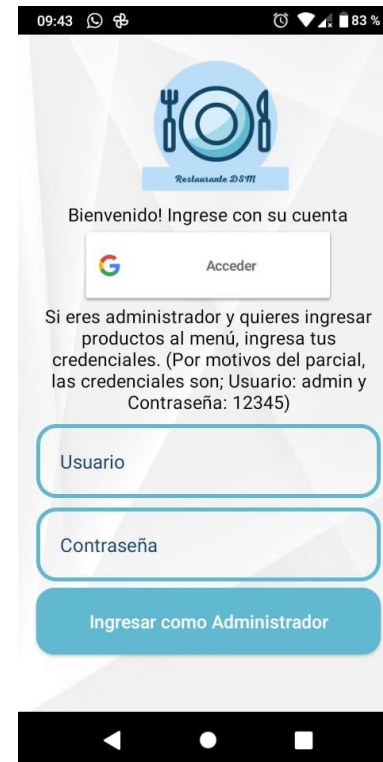 09:43 83 %
Restaurante DSM
Bienvenido! Ingrese con su cuenta
G Acceder
Si eres administrador y quieres ingresar
productos al menú, ingresa tus
credenciales. (Por motivos del parcial,
las credenciales son; Usuario: admin y
Contraseña: 12345)
Usuario
Contraseña
Ingresar como Administrador